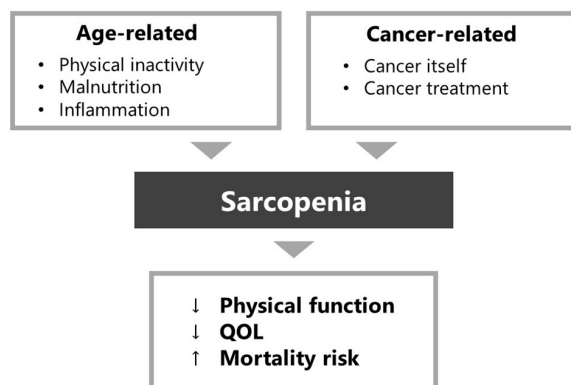 Age-related
• Physical inactivity
• Malnutrition
• Inflammation
Cancer-related
• Cancer itself
• Cancer treatment
Sarcopenia
↓ Physical function
↓ QOL
↑ Mortality risk